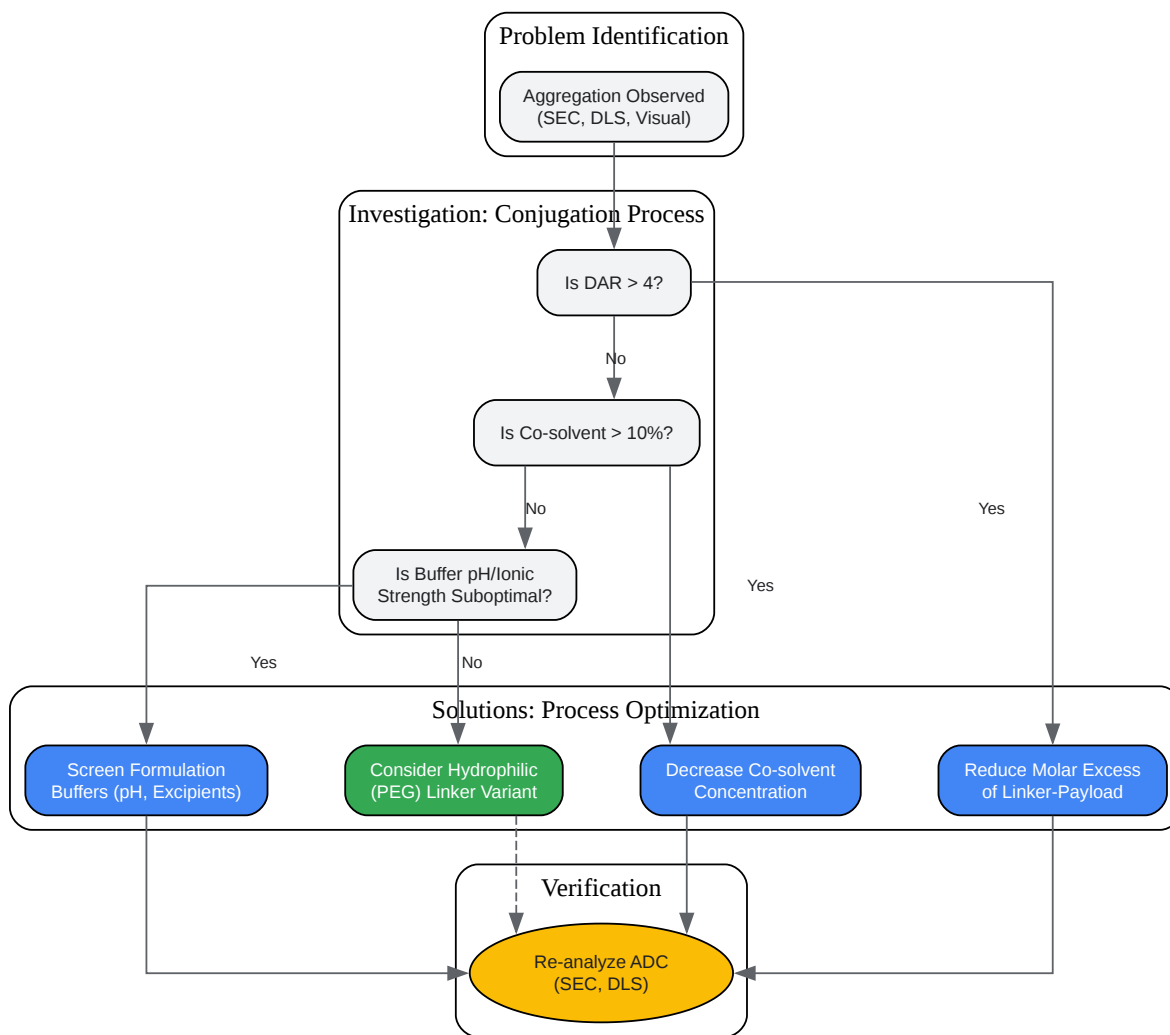 Problem Identification
Aggregation Observed
(SEC, DLS, Visual)
Investigation: Conjugation Process
Is DAR > 4?
No
Is Co-solvent > 10%?
No
Yes
Is Buffer pH/Ionic
Strength Suboptimal?
Yes
Yes
No
Solutions: Process Optimization
Screen Formulation
Buffers (pH, Excipients)
Consider Hydrophilic
(PEG) Linker Variant
Decrease Co-solvent
Concentration
Reduce Molar Excess
of Linker-Payload
Verification
Re-analyze ADC
(SEC, DLS)